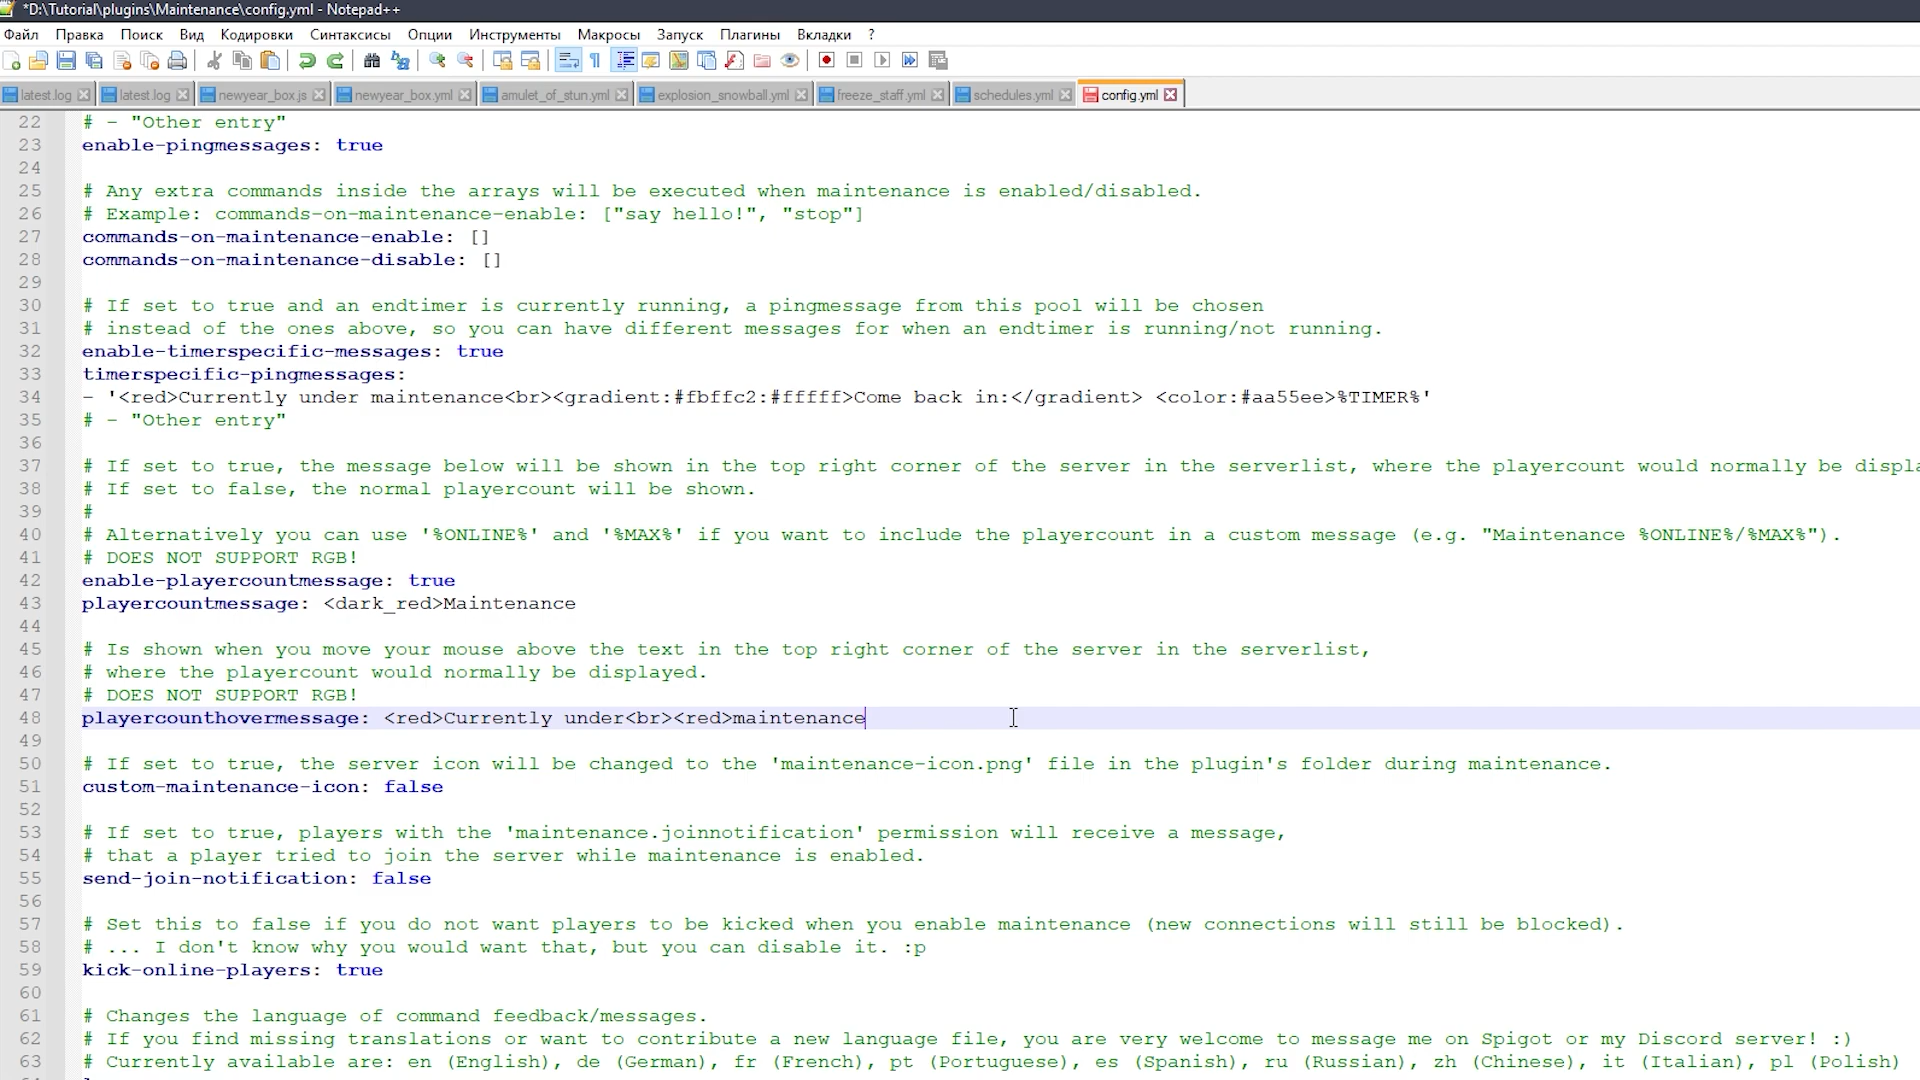 *D:\Tutorial\plugins\Maintenance\config.yml - Notepad++
Файл Правка Поиск Вид Кодировки Синтаксисы Опции Инструменты Макросы Запуск Плагины Вкладки ?
latest.log latest.log newyear_box.js newyear_box.yml amulet_of_stun.yml explosion_snowball.yml freeze_staff.yml schedules.yml config.yml
22 # - "Other entry"
23 enable-pingmessages: true
24
25 # Any extra commands inside the arrays will be executed when maintenance is enabled/disabled.
26 # Example: commands-on-maintenance-enable: ["say hello!", "stop"]
27 commands-on-maintenance-enable: []
28 commands-on-maintenance-disable: []
29
30 # If set to true and an endtimer is currently running, a pingmessage from this pool will be chosen
31 # instead of the ones above, so you can have different messages for when an endtimer is running/not running.
32 enable-timerspecific-messages: true
33 timerspecific-pingmessages:
34 - '<red>Currently under maintenance<br><gradient:#fbffc2:#fffff>Come back in:</gradient> <color:#aa55ee>%TIMER%'
35 # - "Other entry"
36
37 # If set to true, the message below will be shown in the top right corner of the server in the serverlist, where the playercount would normally be displa
38 # If set to false, the normal playercount will be shown.
39 #
40 # Alternatively you can use '%ONLINE%' and '%MAX%' if you want to include the playercount in a custom message (e.g. "Maintenance %ONLINE%/%MAX%").
41 # DOES NOT SUPPORT RGB!
42 enable-playercountmessage: true
43 playercountmessage: <dark_red>Maintenance
44
45 # Is shown when you move your mouse above the text in the top right corner of the server in the serverlist,
46 # where the playercount would normally be displayed.
47 # DOES NOT SUPPORT RGB!
48 playercounthovermessage: <red>Currently under<br><red>maintenance
49
50 # If set to true, the server icon will be changed to the 'maintenance-icon.png' file in the plugin's folder during maintenance.
51 custom-maintenance-icon: false
52
53 # If set to true, players with the 'maintenance.joinnotification' permission will receive a message,
54 # that a player tried to join the server while maintenance is enabled.
55 send-join-notification: false
56
57 # Set this to false if you do not want players to be kicked when you enable maintenance (new connections will still be blocked).
58 # ... I don't know why you would want that, but you can disable it. :p
59 kick-online-players: true
60
61 # Changes the language of command feedback/messages.
62 # If you find missing translations or want to contribute a new language file, you are very welcome to message me on Spigot or my Discord server! :)
63 # Currently available are: en (English), de (German), fr (French), pt (Portuguese), es (Spanish), ru (Russian), zh (Chinese), it (Italian), pl (Polish)